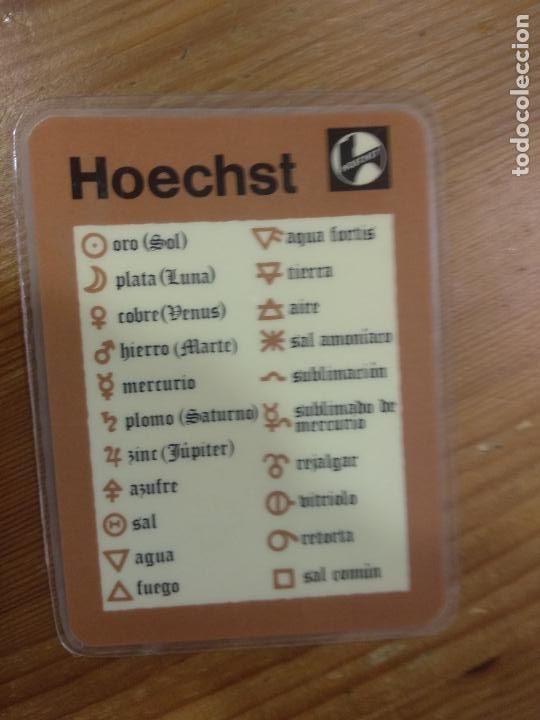 Hoechst
HOECHST
oro (Sol)
plata (Luna)
cobre (Venus)
hierro (Marte)
mercurio
plomo (Saturno)
zinc (Júpiter)
azufre
sal
agua
fuego
agua fortis
tierra
aire
sal amoníaco
sublimación
sublimado de
mercurio
rejalgar
vitriolo
retorta
sal común
todocoleccion